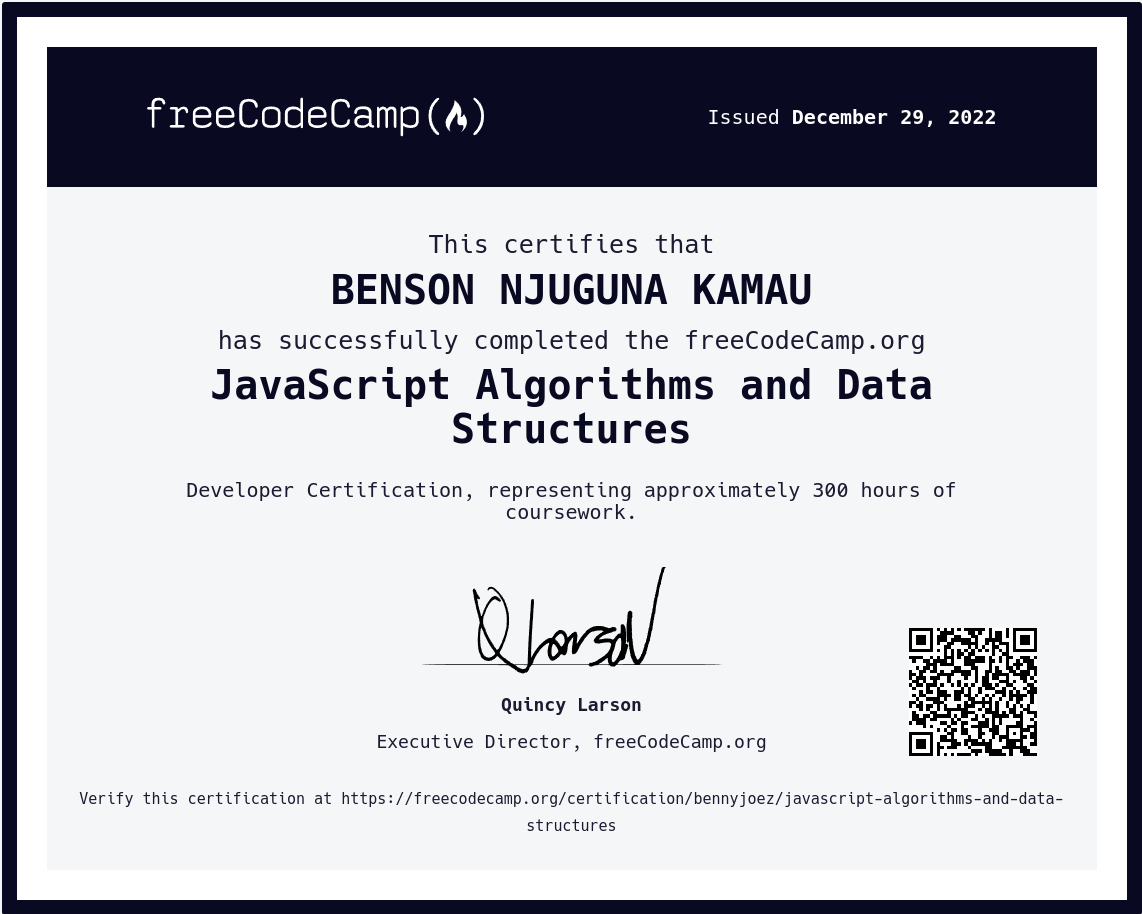 freeCodeCamp
Issued December 29, 2022
This certifies that
BENSON NJUGUNA KAMAU
has successfully completed the freeCodeCamp.org
JavaScript Algorithms and Data
Structures
Developer Certification, representing approximately 300 hours of
coursework.
QLarson
Quincy Larson
Executive Director, freeCodeCamp.org
Verify this certification at https://freecodecamp.org/certification/bennyjoez/javascript-algorithms-and-data-
structures